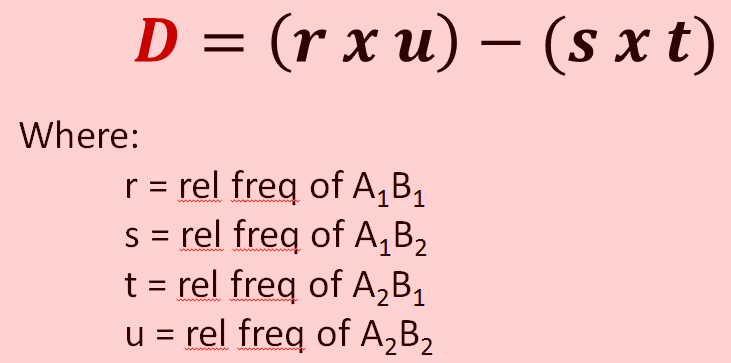 D = (r x u) – (s x t)
Where:
r = rel freq of A₁B₁
s = rel freq of A₁B₂
t = rel freq of A₂B₁
u = rel freq of A₂B₂